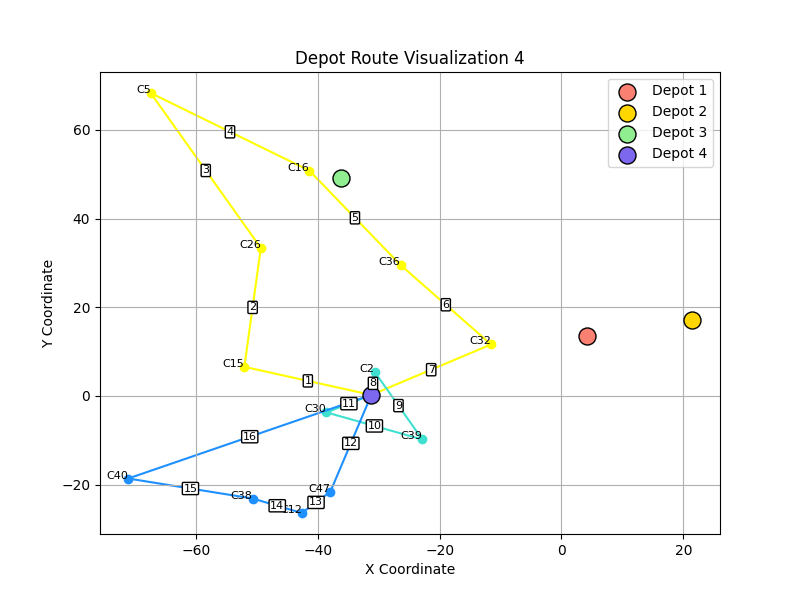 Depot Route Visualization 4
Depot 1
Depot 2
Depot 3
Depot 4
C5
4
3
C16
5
C26
C36
2
6
C32
C15
1
7
C2
8
9
11
C30
10
C39
12
16
C40
15
C38
14
C47
13
60
40
20
0
−20
−60
−40
−20
0
20
X Coordinate
Y Coordinate